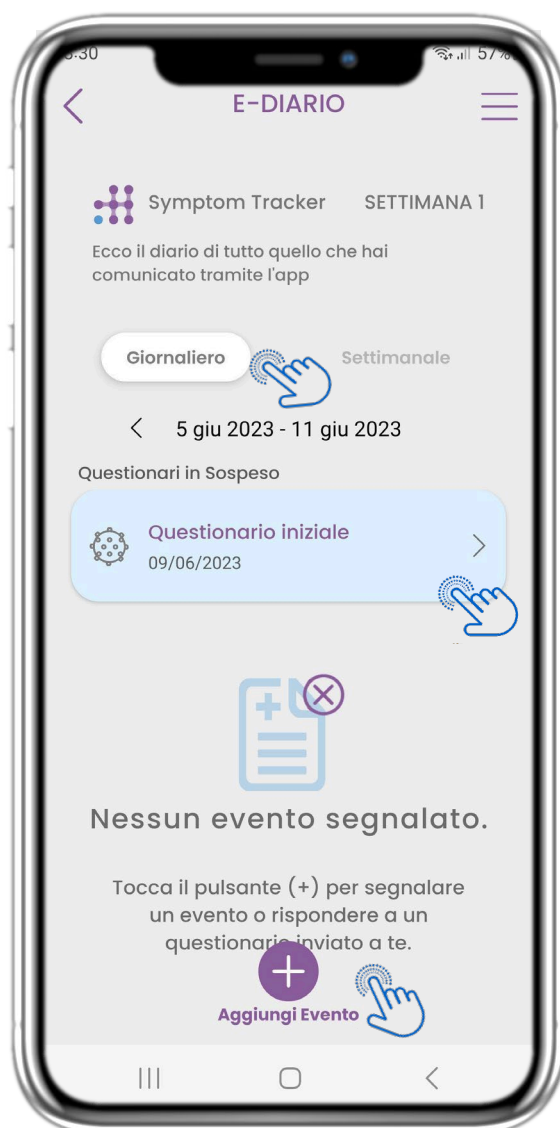 57%
E-DIARIO
Symptom Tracker SETTIMANA 1
Ecco il diario di tutto quello che hai
comunicato tramite l'app
Giornaliero Settimanale
5 giu 2023 - 11 giu 2023
Questionari in Sospeso
Questionario iniziale
09/06/2023
Nessun evento segnalato.
Tocca il pulsante (+) per segnalare
un evento o rispondere a un
questionario inviato a te.
Aggiungi Evento